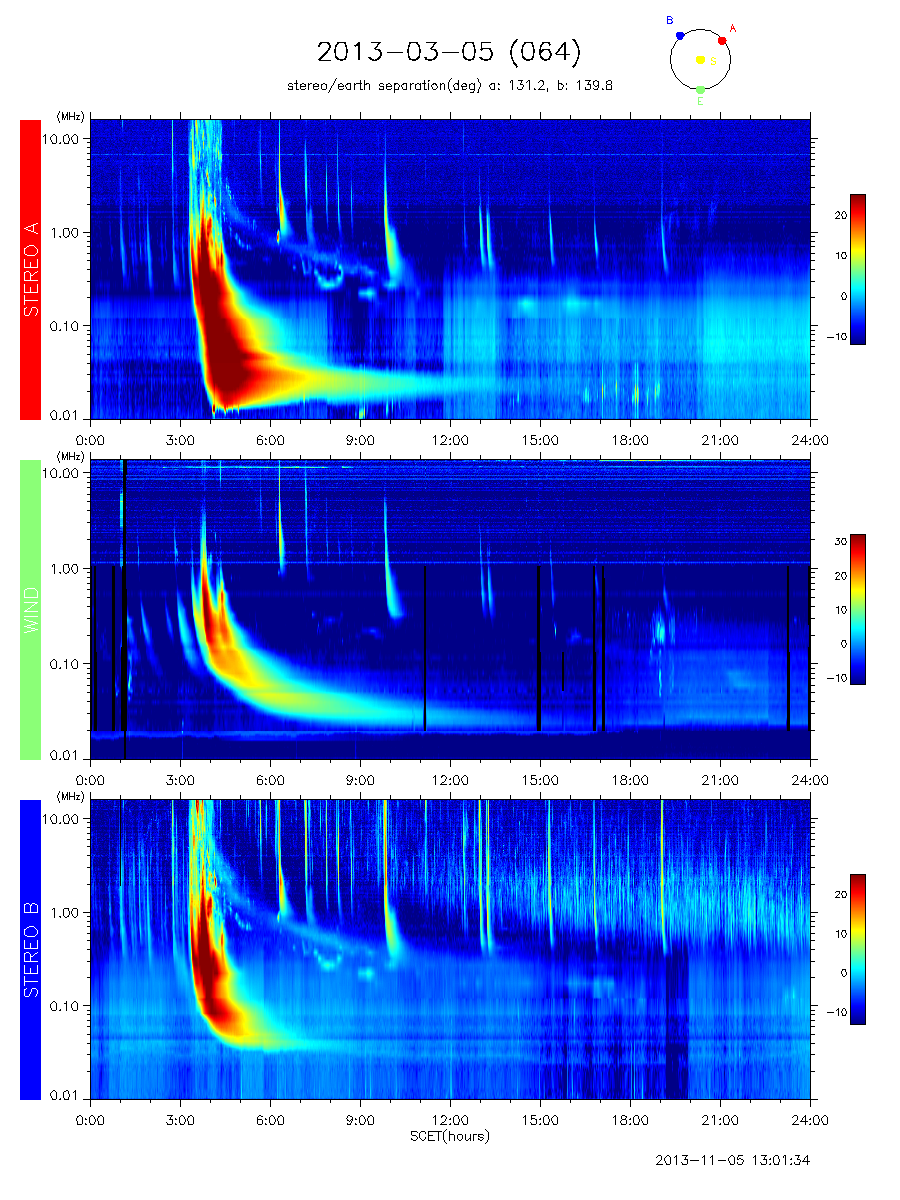 B
A
2013-03-05 (064)
S
stereo/earth separation(deg) a: 131.2, b: 139.8
E
(MHz)
10.00
1.00
0.10
0.01
STEREO A
20
10
0
-10
0:00 3:00 6:00 9:00 12:00 15:00 18:00 21:00 24:00
(MHz)
10.00
1.00
0.10
0.01
WIND
30
20
10
0
-10
0:00 3:00 6:00 9:00 12:00 15:00 18:00 21:00 24:00
(MHz)
10.00
1.00
0.10
0.01
STEREO B
20
10
0
-10
0:00 3:00 6:00 9:00 12:00 15:00 18:00 21:00 24:00
SCET(hours)
2013-11-05 13:01:34